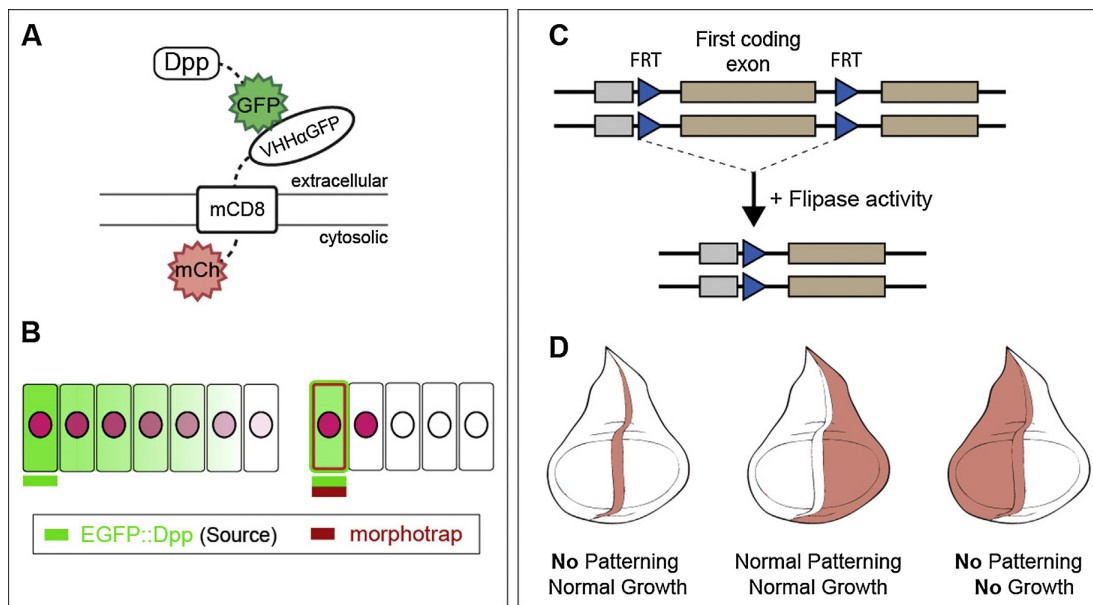 A
Dpp
GFP
VHHαGFP
extracellular
mCD8
cytosolic
mCh
B
EGFP::Dpp (Source)
morphotrap
C
First coding
exon
FRT
FRT
+ Flipase activity
D
No Patterning
Normal Growth
Normal Patterning
Normal Growth
No Patterning
No Growth